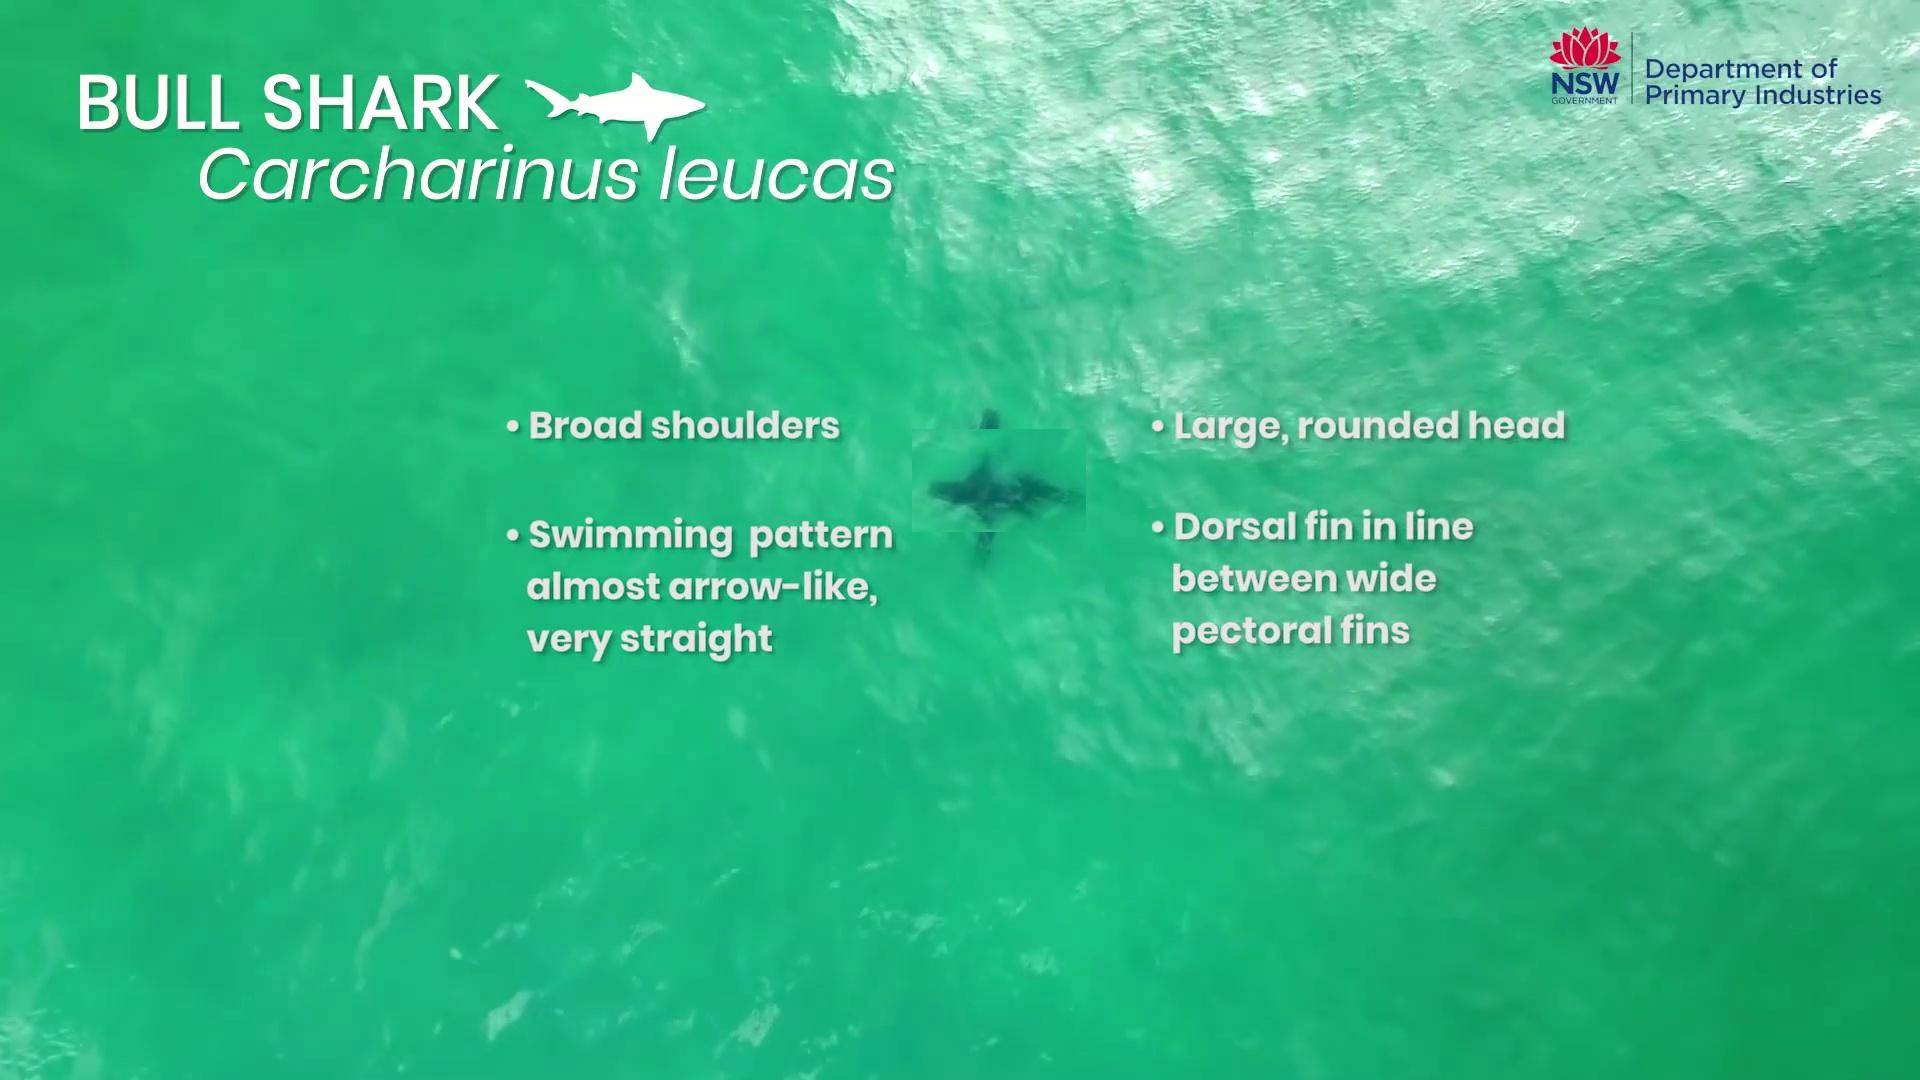 BULL SHARK
Carcharinus leucas
NSW
GOVERNMENT
Department of
Primary Industries
• Broad shoulders
• Swimming pattern
almost arrow-like,
very straight
• Large, rounded head
• Dorsal fin in line
between wide
pectoral fins